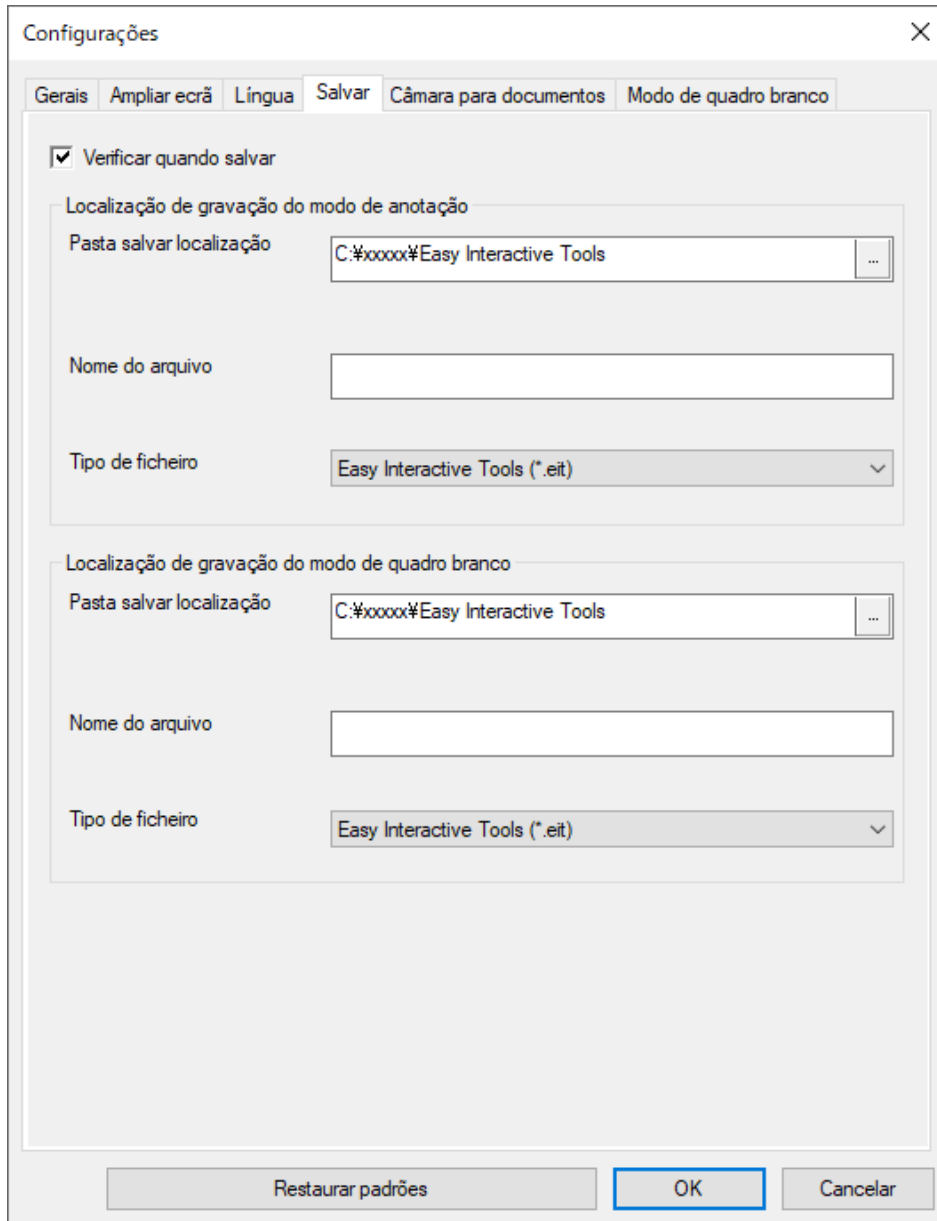 Configurações
Gerais Ampliar ecrã Língua Salvar Câmara para documentos Modo de quadro branco
Verificar quando salvar
Localização de gravação do modo de anotação
Pasta salvar localização C:¥xxxxx¥Easy Interactive Tools ...
Nome do arquivo
Tipo de ficheiro Easy Interactive Tools (*.eit)
Localização de gravação do modo de quadro branco
Pasta salvar localização C:¥xxxxx¥Easy Interactive Tools ...
Nome do arquivo
Tipo de ficheiro Easy Interactive Tools (*.eit)
Restaurar padrões OK Cancelar